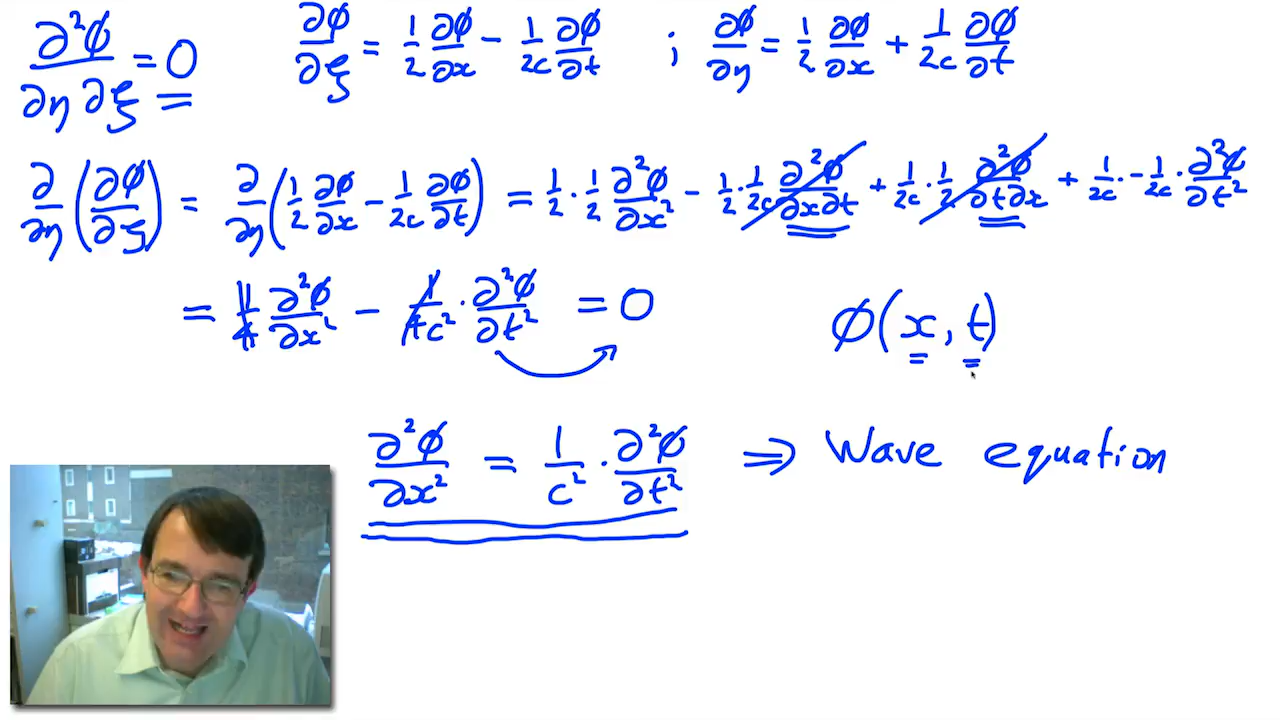 ∂²φ/∂η∂ξ = 0   ∂φ/∂ξ = 1/2 ∂φ/∂x − 1/2c ∂φ/∂t ; ∂φ/∂η = 1/2 ∂φ/∂x + 1/2c ∂φ/∂t
∂/∂η (∂φ/∂ξ) = ∂/∂η (1/2 ∂φ/∂x − 1/2c ∂φ/∂t) = 1/2 · 1/2 ∂²φ/∂x² − 1/2 · 1/2c ∂²φ/∂x∂t + 1/2c · 1/2 ∂²φ/∂t∂x + 1/2c · −1/2c · ∂²φ/∂t²
= 1/4 ∂²φ/∂x² − 1/4c² · ∂²φ/∂t² = 0   φ(x, t)
∂²φ/∂x² = 1/c² · ∂²φ/∂t² ⇒ Wave equation